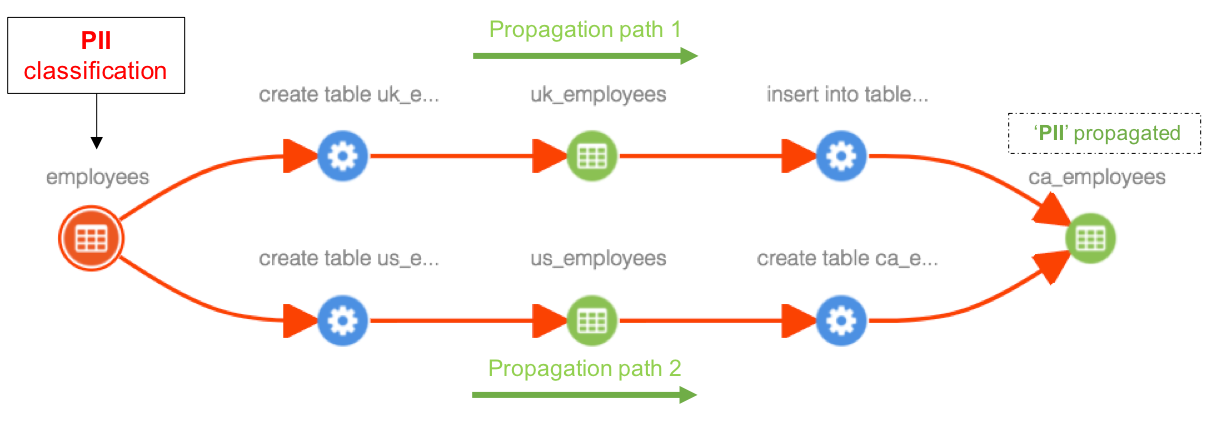 Propagation path 1
PII
classification
create table uk_e...
uk_employees
insert into table...
‘PII’ propagated
employees
ca_employees
create table us_e...
us_employees
create table ca_e...
Propagation path 2